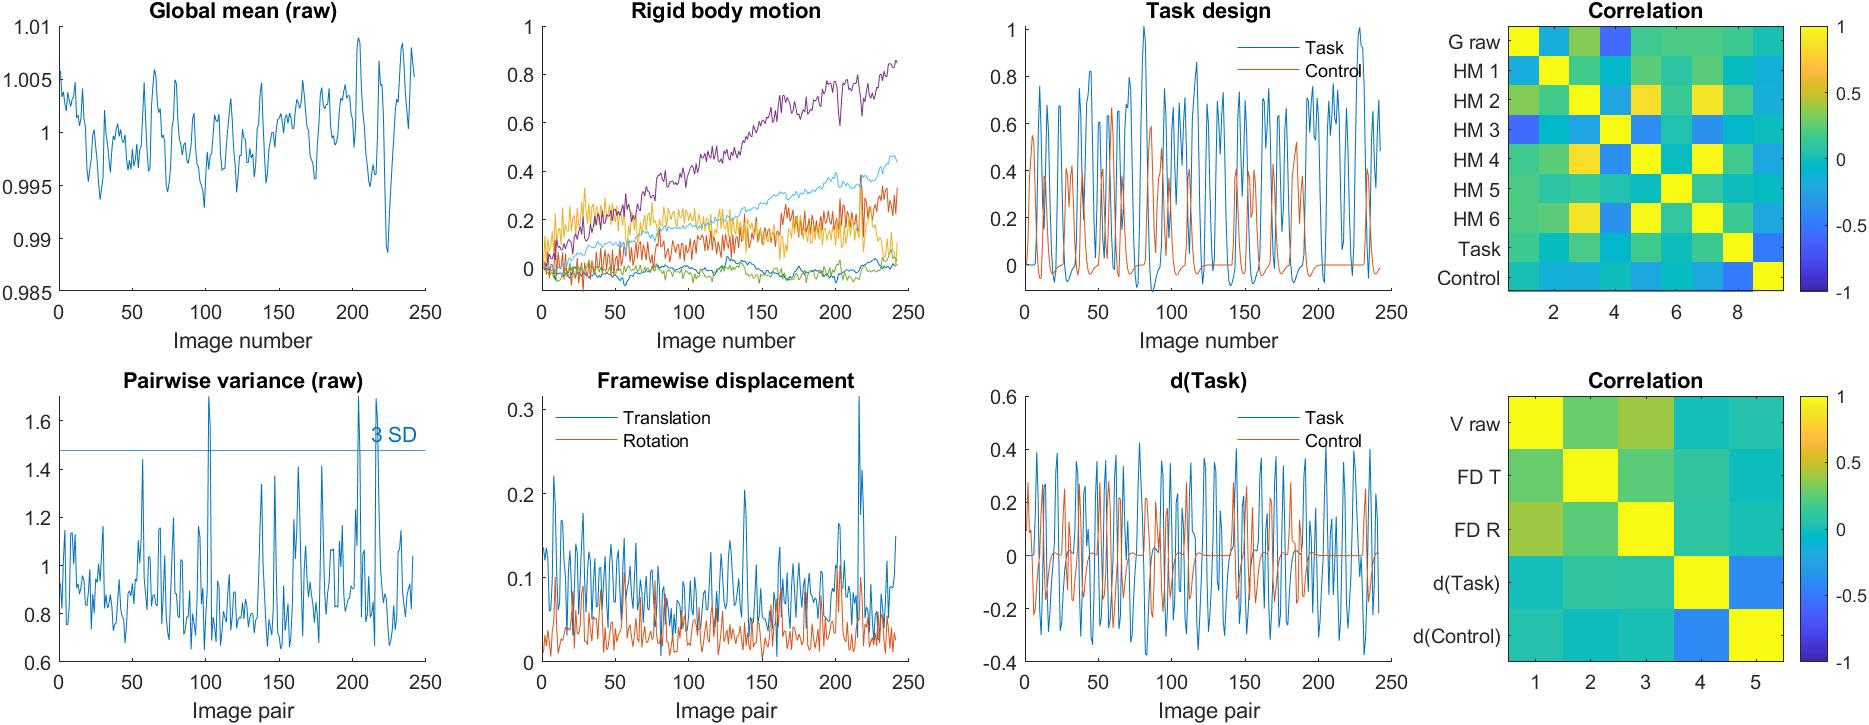 Global mean (raw)
1.01
1.005
1
0.995
0.99
0.985
0 50 100 150 200 250
Image number
Rigid body motion
1
0.8
0.6
0.4
0.2
0
0 50 100 150 200 250
Image number
Task design
1
0.8
0.6
0.4
0.2
0
Task
Control
0 50 100 150 200 250
Image number
Correlation
G raw
HM 1
HM 2
HM 3
HM 4
HM 5
HM 6
Task
Control
2 4 6 8
1
0.5
0
-0.5
-1
Pairwise variance (raw)
1.6
1.4
1.2
1
0.8
0.6
3 SD
0 50 100 150 200 250
Image pair
Framewise displacement
0.3
0.2
0.1
0
Translation
Rotation
0 50 100 150 200 250
Image pair
d(Task)
0.6
0.4
0.2
0
-0.2
-0.4
Task
Control
0 50 100 150 200 250
Image pair
Correlation
V raw
FD T
FD R
d(Task)
d(Control)
1 2 3 4 5
1
0.5
0
-0.5
-1